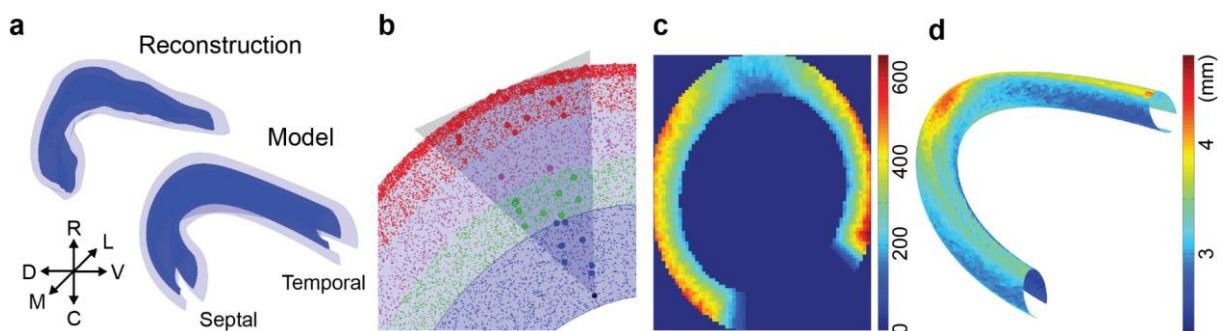 a
Reconstruction
Model
R
L
D
V
M
C
Septal
Temporal
b
c
600
400
200
0
d
(mm)
4
3